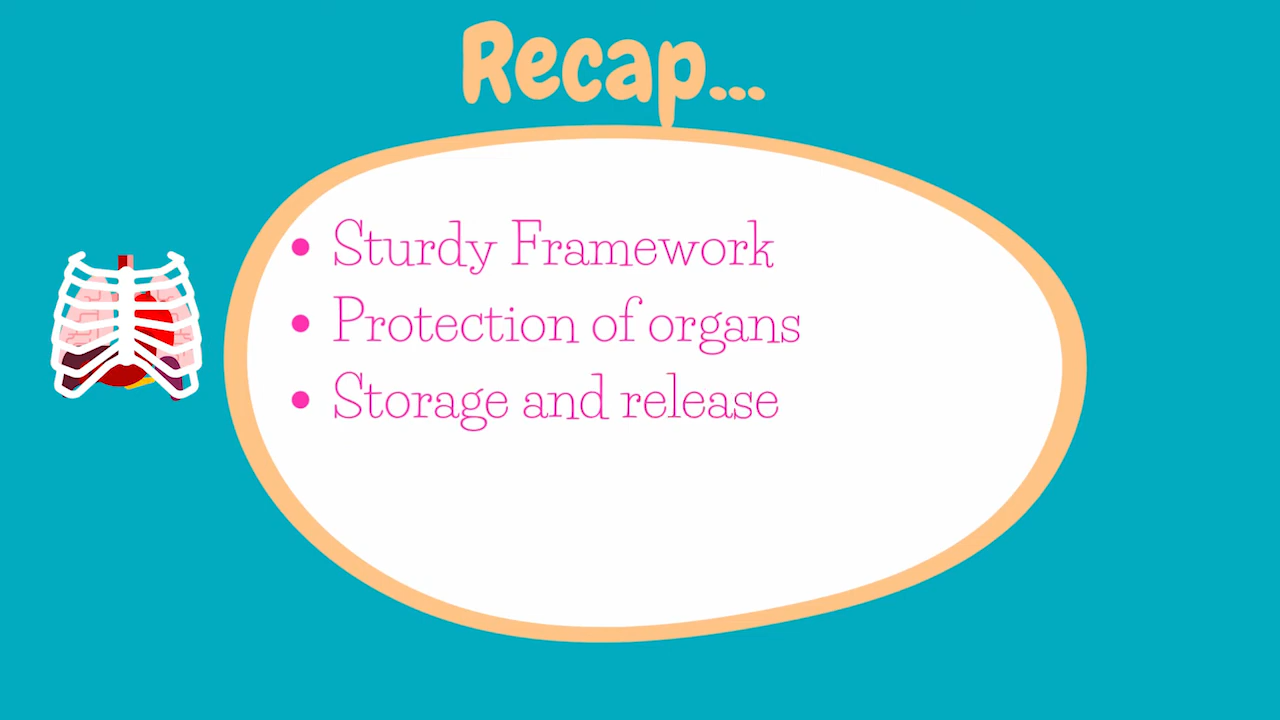 Recap...
• Sturdy Framework
• Protection of organs
• Storage and release